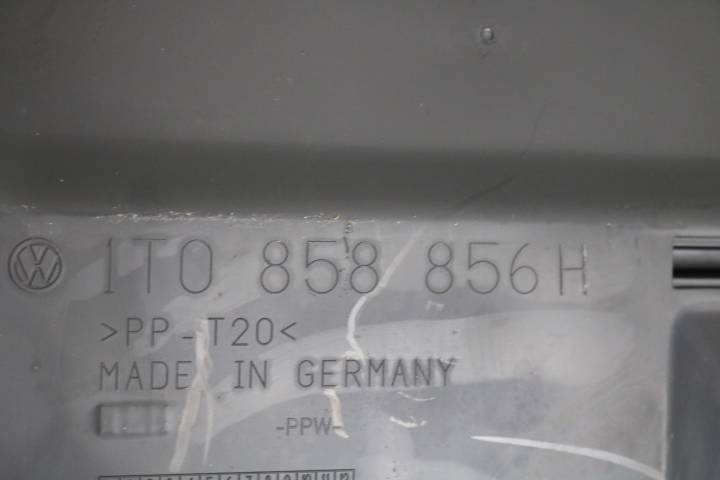 1T0 858 856 H
>PP-T20<
MADE IN GERMANY
-PPW-